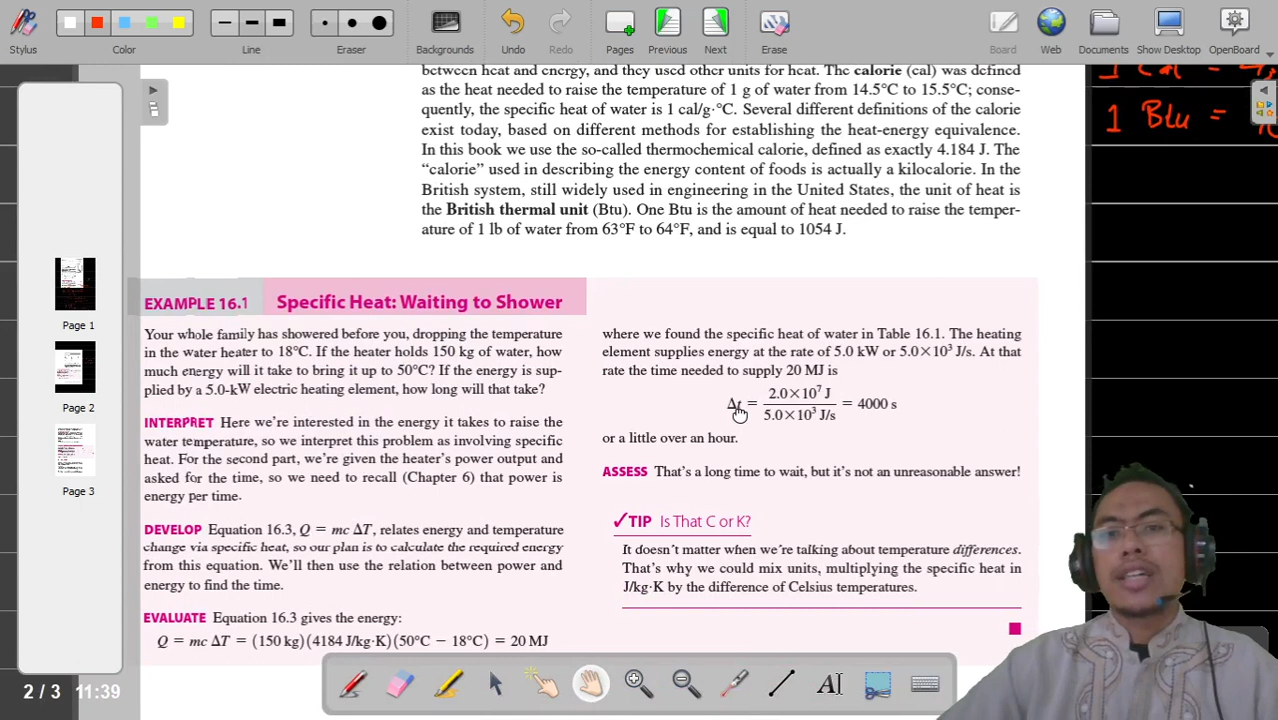 Stylus
Color
Line
Eraser
Backgrounds
Undo
Redo
Pages
Previous
Next
Erase
Board
Web
Documents
Show Desktop
OpenBoard
between heat and energy, and they used other units for heat. The calorie (cal) was defined
as the heat needed to raise the temperature of 1 g of water from 14.5°C to 15.5°C; conse-
quently, the specific heat of water is 1 cal/g·°C. Several different definitions of the calorie
exist today, based on different methods for establishing the heat-energy equivalence.
In this book we use the so-called thermochemical calorie, defined as exactly 4.184 J. The
“calorie” used in describing the energy content of foods is actually a kilocalorie. In the
British system, still widely used in engineering in the United States, the unit of heat is
the British thermal unit (Btu). One Btu is the amount of heat needed to raise the temper-
ature of 1 lb of water from 63°F to 64°F, and is equal to 1054 J.
1 Btu =
EXAMPLE 16.1 Specific Heat: Waiting to Shower
Your whole family has showered before you, dropping the temperature
in the water heater to 18°C. If the heater holds 150 kg of water, how
much energy will it take to bring it up to 50°C? If the energy is sup-
plied by a 5.0-kW electric heating element, how long will that take?
INTERPRET Here we’re interested in the energy it takes to raise the
water temperature, so we interpret this problem as involving specific
heat. For the second part, we’re given the heater’s power output and
asked for the time, so we need to recall (Chapter 6) that power is
energy per time.
DEVELOP Equation 16.3, Q = mc ΔT, relates energy and temperature
change via specific heat, so our plan is to calculate the required energy
from this equation. We’ll then use the relation between power and
energy to find the time.
EVALUATE Equation 16.3 gives the energy:
Q = mc ΔT = (150 kg)(4184 J/kg·K)(50°C − 18°C) = 20 MJ
where we found the specific heat of water in Table 16.1. The heating
element supplies energy at the rate of 5.0 kW or 5.0×10³ J/s. At that
rate the time needed to supply 20 MJ is
Δt = 2.0×10⁷ J / 5.0×10³ J/s = 4000 s
or a little over an hour.
ASSESS That’s a long time to wait, but it’s not an unreasonable answer!
✓TIP Is That C or K?
It doesn’t matter when we’re talking about temperature differences.
That’s why we could mix units, multiplying the specific heat in
J/kg·K by the difference of Celsius temperatures.
Page 1
Page 2
Page 3
2 / 3 11:39